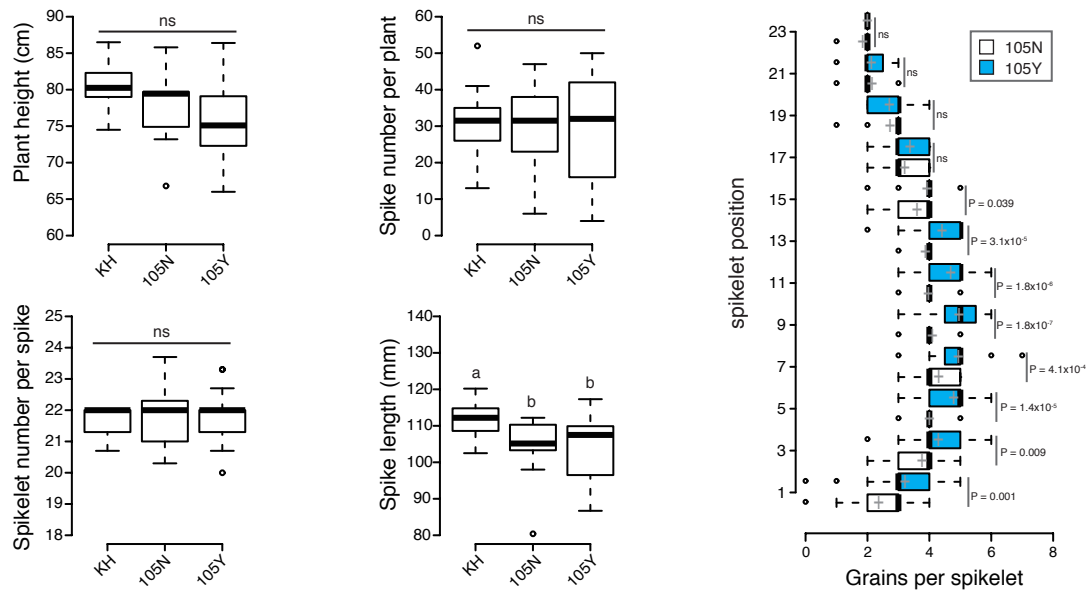 Plant height (cm)
90
85
80
75
70
65
60
ns
KH
105N
105Y
Spike number per plant
60
50
40
30
20
10
0
ns
KH
105N
105Y
Spikelet number per spike
25
24
23
22
21
20
19
18
ns
KH
105N
105Y
Spike length (mm)
140
130
120
110
100
90
80
a
b
b
KH
105N
105Y
spikelet position
23
21
19
17
15
13
11
9
7
5
3
1
105N
105Y
ns
ns
ns
ns
P = 0.039
P = 3.1x10⁻⁵
P = 1.8x10⁻⁶
P = 1.8x10⁻⁷
P = 4.1x10⁻⁴
P = 1.4x10⁻⁵
P = 0.009
P = 0.001
0 2 4 6 8
Grains per spikelet